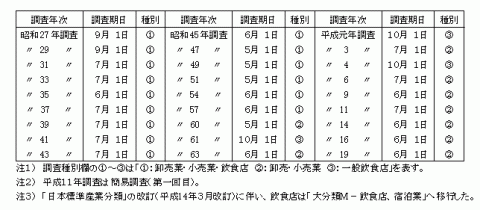 調査年次 調査期日 種別 調査年次 調査期日 種別 調査年次 調査期日 種別
昭和27年調査 9月 1日 ① 昭和45年調査 6月 1日 ① 平成元年調査 10月 1日 ③
〃 29 〃 9月 1日 ① 〃 47 〃 5月 1日 ① 〃 3 〃 7月 1日 ②
〃 31 〃 7月 1日 ① 〃 49 〃 5月 1日 ① 〃 4 〃 10月 1日 ③
〃 33 〃 7月 1日 ① 〃 51 〃 5月 1日 ① 〃 6 〃 7月 1日 ②
〃 35 〃 6月 1日 ① 〃 54 〃 6月 1日 ① 〃 9 〃 6月 1日 ②
〃 37 〃 7月 1日 ① 〃 57 〃 6月 1日 ① 〃 11 〃 7月 1日 ②
〃 39 〃 7月 1日 ① 〃 60 〃 5月 1日 ② 〃 14 〃 6月 1日 ②
〃 41 〃 7月 1日 ① 〃 61 〃 10月 1日 ③ 〃 16 〃 6月 1日 ②
〃 43 〃 7月 1日 ① 〃 63 〃 6月 1日 ② 〃 19 〃 6月 1日 ②
注1) 調査種別欄の①～③は「①:卸売業・小売業・飲食店 ②:卸売・小売業 ③:一般飲食店」を表す。
注2) 平成11年調査は簡易調査(第一回目)。
注3) 「日本標準産業分類」の改訂(平成14年3月改訂)に伴い、飲食店は「大分類M－飲食店、宿泊業」へ移行した。